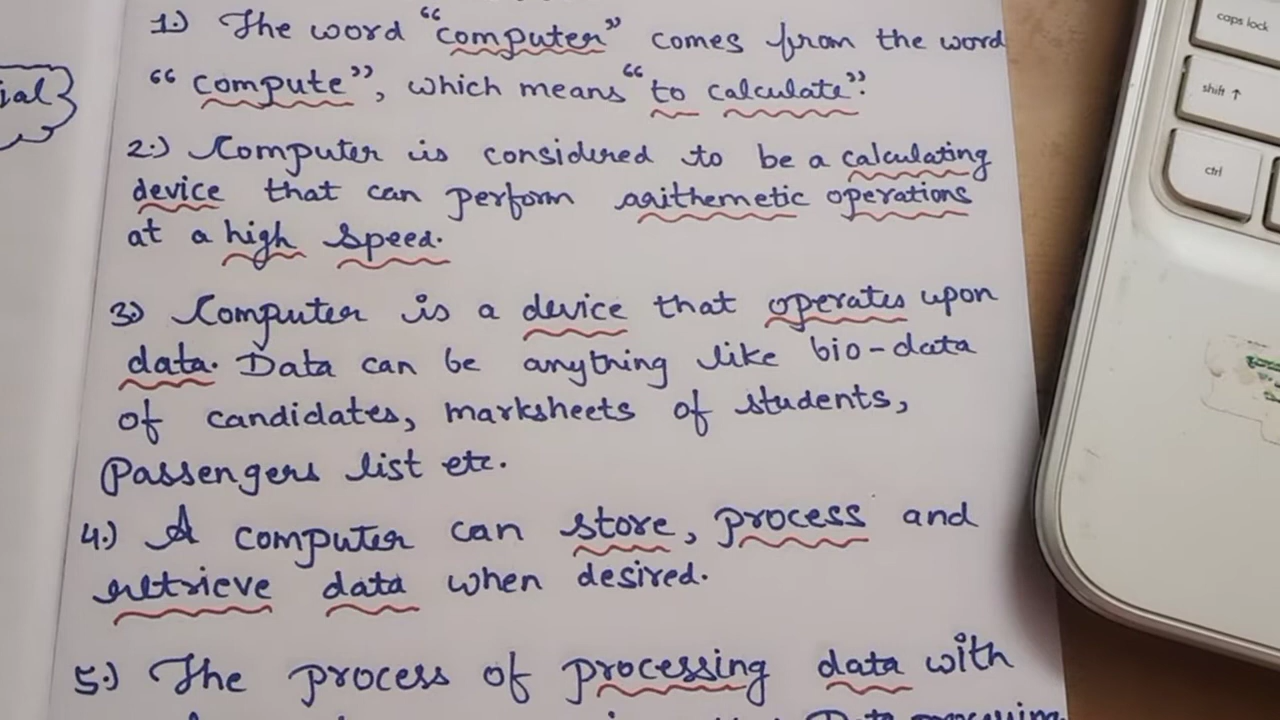 1.) The word "computer" comes from the word
"compute", which means "to calculate".
2.) Computer is considered to be a calculating
device that can perform arithemetic operations
at a high speed.
3.) Computer is a device that operates upon
data. Data can be anything like bio-data
of candidates, marksheets of students,
Passengers list etc.
4.) A computer can store, process and
retrieve data when desired.
5.) The process of processing data with
caps lock
shift ↑
ctrl